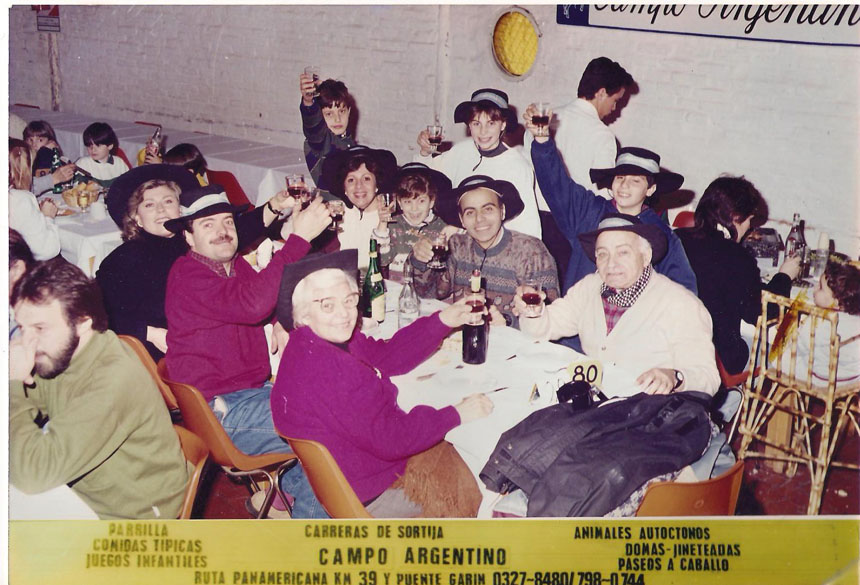 Campo Argentin
80
PARRILLA
COMIDAS TIPICAS
JUEGOS INFANTILES
CARRERAS DE SORTIJA
CAMPO ARGENTINO
ANIMALES AUTOCTONOS
DOMAS-JINETEADAS
PASEOS A CABALLO
RUTA PANAMERICANA KM 39 Y PUENTE GARIN 0327-8480/798-0744